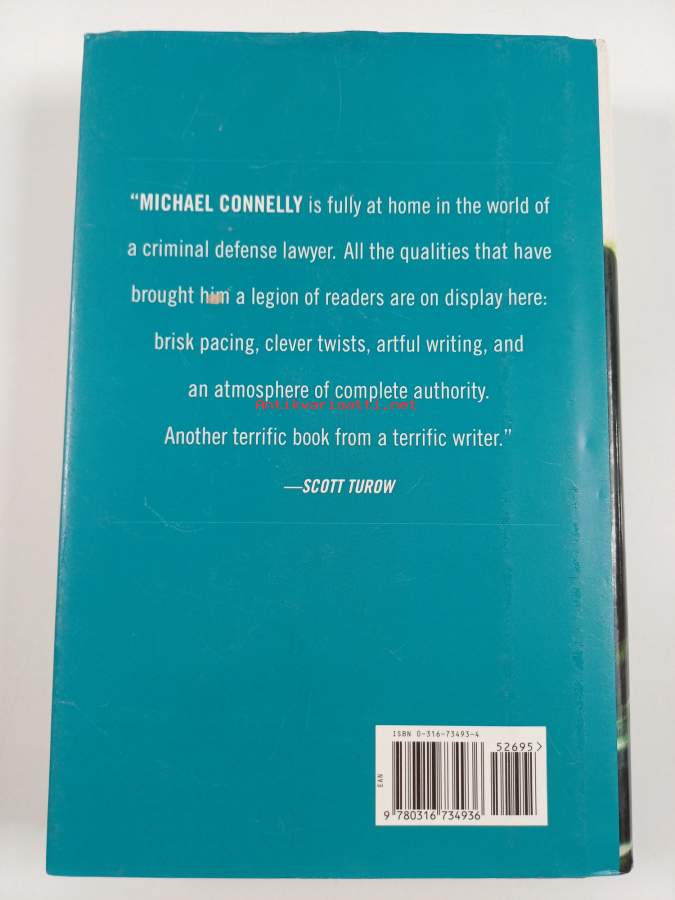 “MICHAEL CONNELLY is fully at home in the world of
a criminal defense lawyer. All the qualities that have
brought him a legion of readers are on display here:
brisk pacing, clever twists, artful writing, and
an atmosphere of complete authority.
Antikvariaatti.net
Another terrific book from a terrific writer.”
—SCOTT TUROW
ISBN 0-316-73493-4
52695>
EAN
9 780316 734936